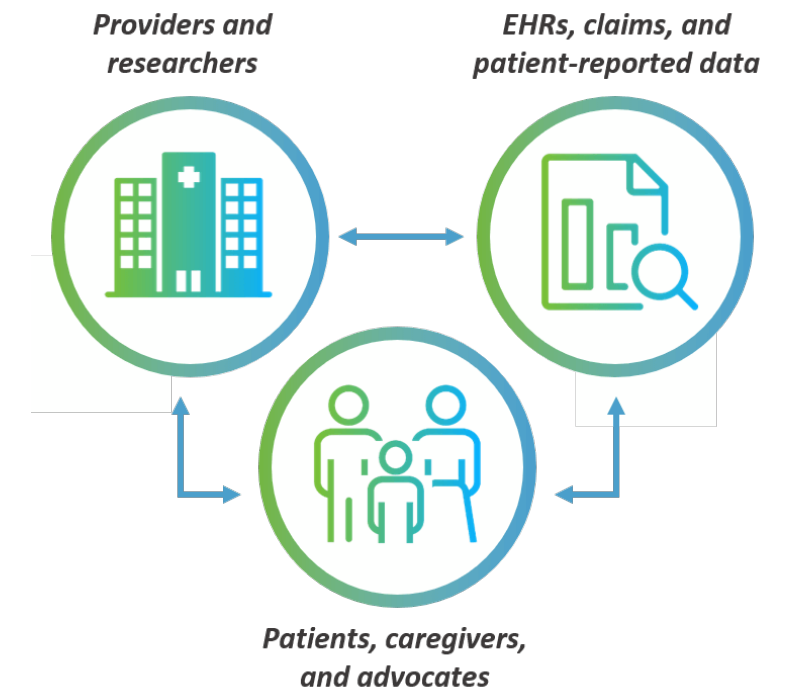 Providers and
researchers
EHRs, claims, and
patient-reported data
Patients, caregivers,
and advocates